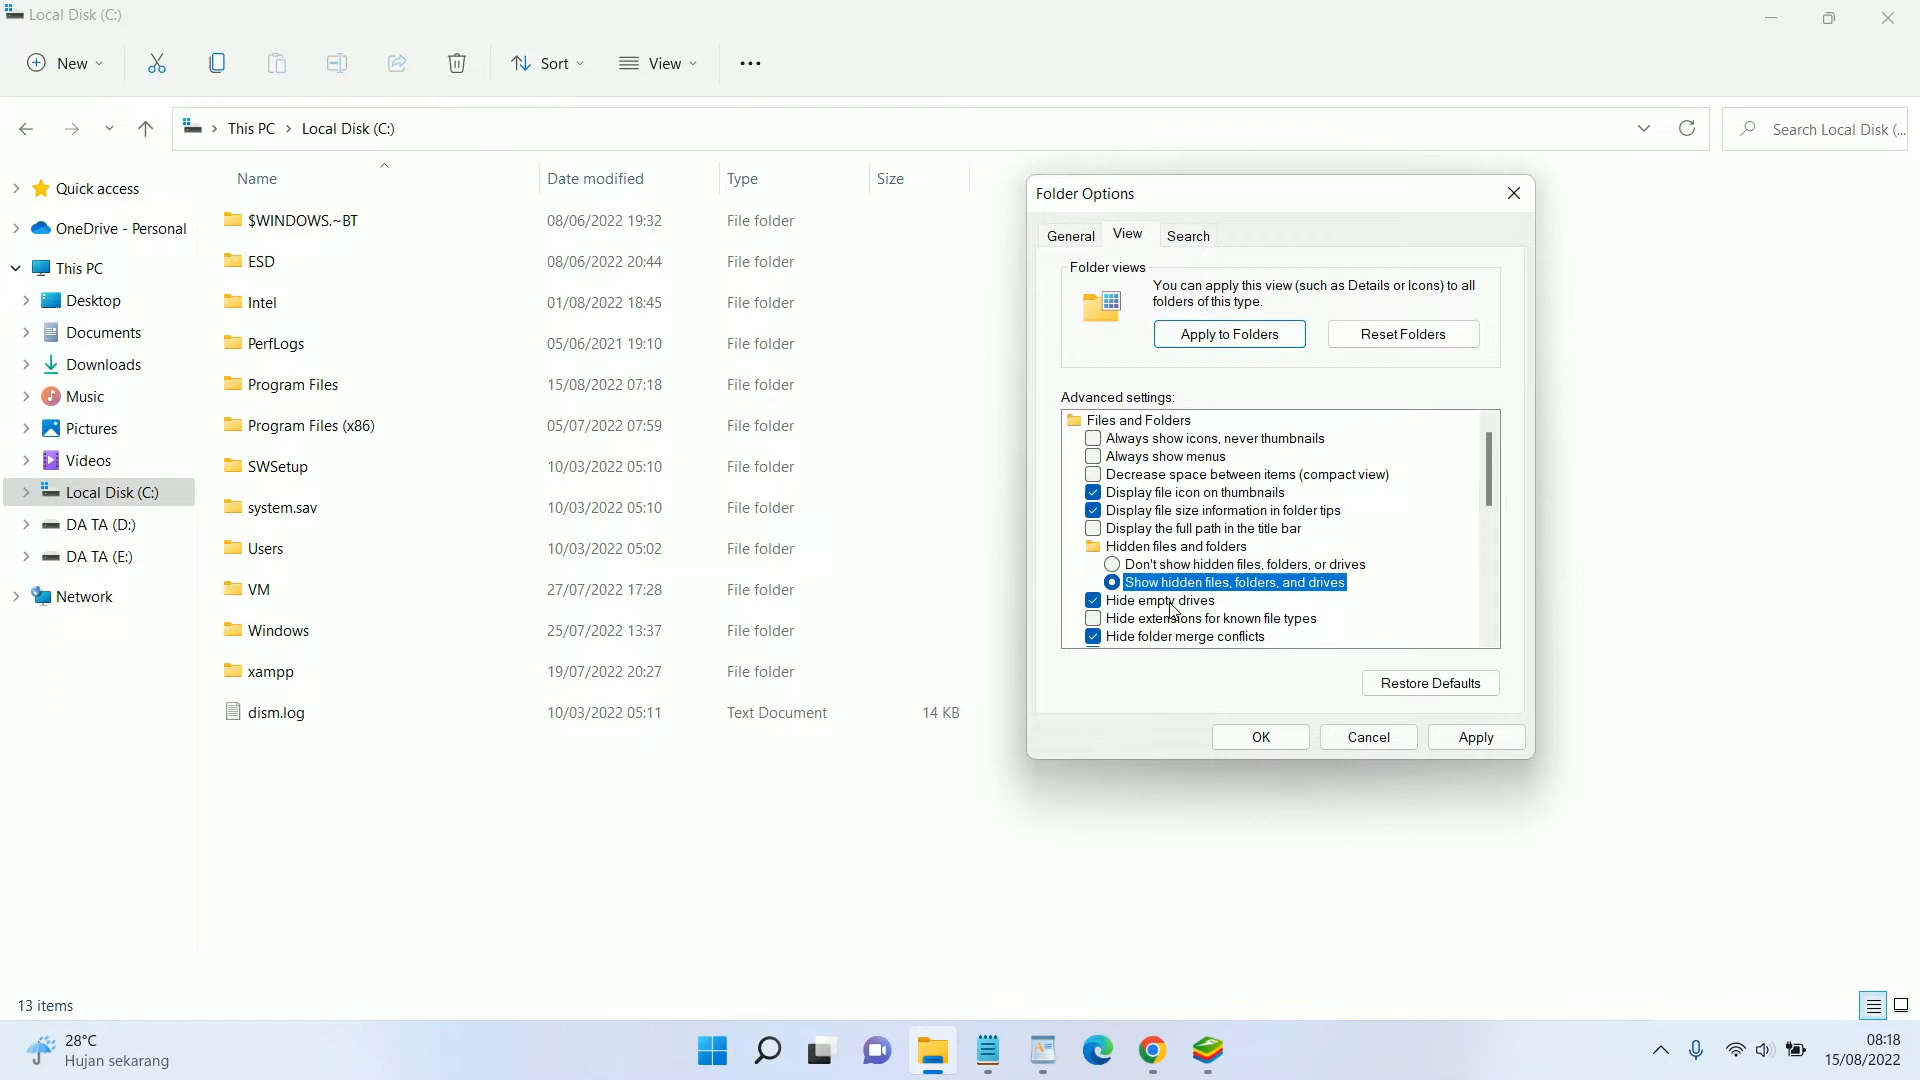 Local Disk (C:)
New
Sort
View
This PC
Local Disk (C:)
Search Local Disk (...
Name
Date modified
Type
Size
Quick access
OneDrive - Personal
This PC
Desktop
Documents
Downloads
Music
Pictures
Videos
Local Disk (C:)
DA TA (D:)
DA TA (E:)
Network
$WINDOWS.~BT 08/06/2022 19:32 File folder
ESD 08/06/2022 20:44 File folder
Intel 01/08/2022 18:45 File folder
PerfLogs 05/06/2021 19:10 File folder
Program Files 15/08/2022 07:18 File folder
Program Files (x86) 05/07/2022 07:59 File folder
SWSetup 10/03/2022 05:10 File folder
system.sav 10/03/2022 05:10 File folder
Users 10/03/2022 05:02 File folder
VM 27/07/2022 17:28 File folder
Windows 25/07/2022 13:37 File folder
xampp 19/07/2022 20:27 File folder
dism.log 10/03/2022 05:11 Text Document 14 KB
Folder Options
General
View
Search
Folder views
You can apply this view (such as Details or Icons) to all
folders of this type.
Apply to Folders
Reset Folders
Advanced settings:
Files and Folders
Always show icons, never thumbnails
Always show menus
Decrease space between items (compact view)
Display file icon on thumbnails
Display file size information in folder tips
Display the full path in the title bar
Hidden files and folders
Don't show hidden files, folders, or drives
Show hidden files, folders, and drives
Hide empty drives
Hide extensions for known file types
Hide folder merge conflicts
Restore Defaults
OK
Cancel
Apply
13 items
28°C
Hujan sekarang
08:18
15/08/2022